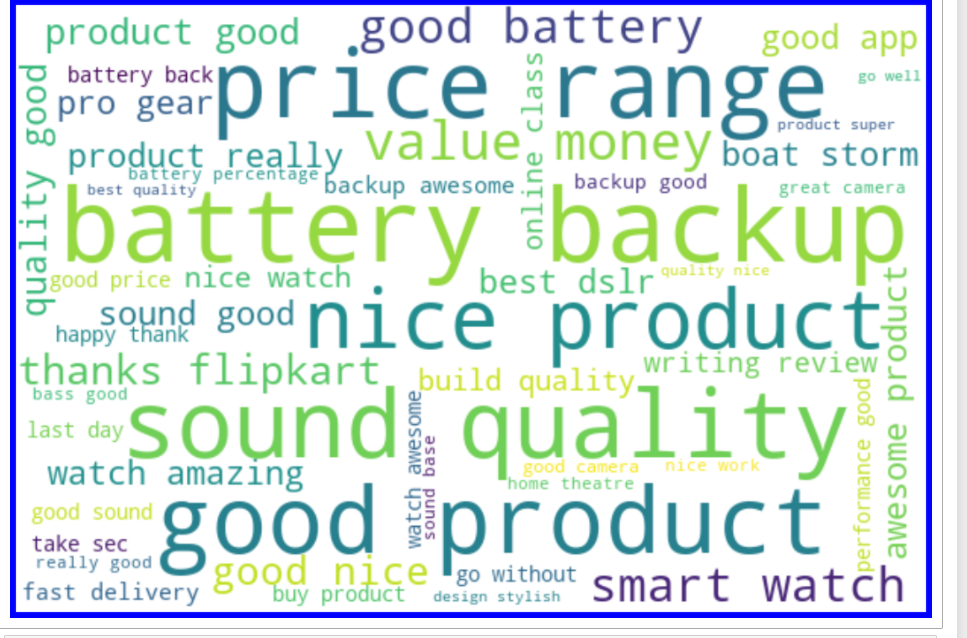 product good
good battery
good app
battery back
price range
go well
quality good
pro gear
online class
product super
product really
value money
boat storm
battery percentage
best quality
backup awesome
backup good
great camera
battery backup
good price
nice watch
best dslr
quality nice
sound good
nice product
awesome product
happy thank
thanks flipkart
build quality
writing review
bass good
sound quality
last day
watch awesome
sound base
performance good
watch amazing
good camera
nice work
home theatre
good sound
good product
take sec
really good
good nice
go without
smart watch
fast delivery
buy product
design stylish